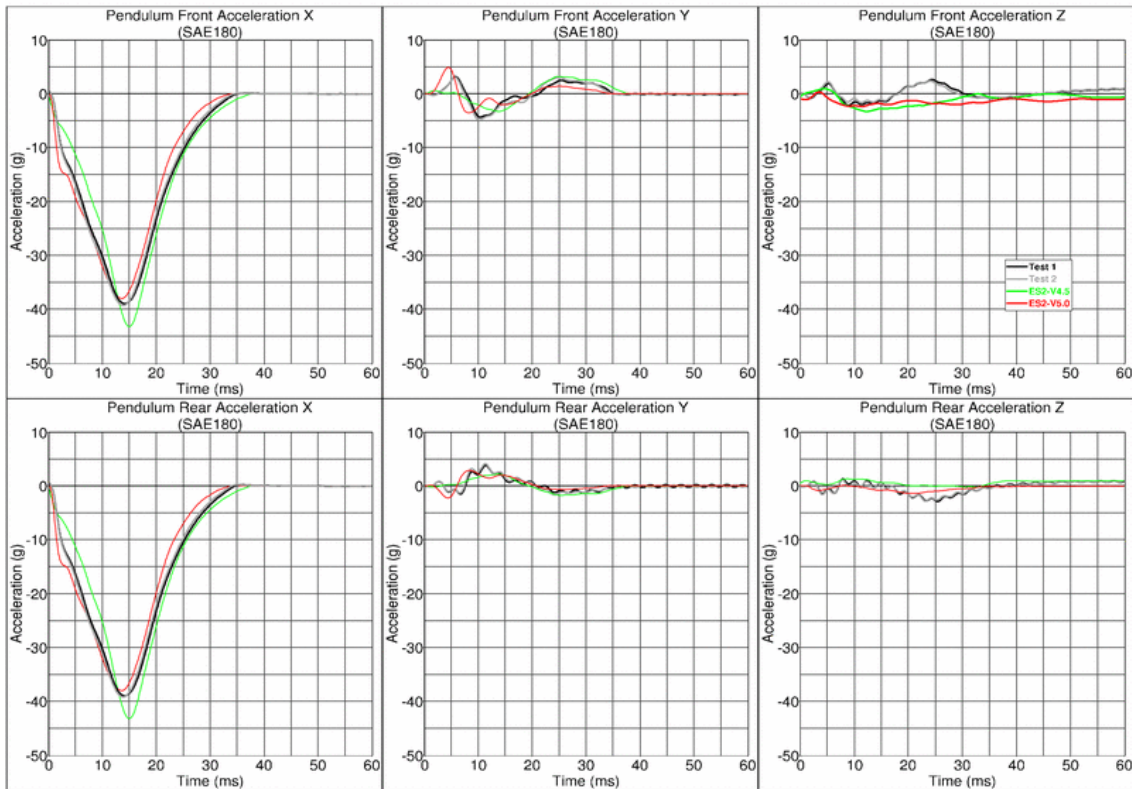 Pendulum Front Acceleration X
(SAE180)
Acceleration (g)
10
0
-10
-20
-30
-40
-50
0 10 20 30 40 50 60
Time (ms)
Pendulum Front Acceleration Y
(SAE180)
Acceleration (g)
10
0
-10
-20
-30
-40
-50
0 10 20 30 40 50 60
Time (ms)
Pendulum Front Acceleration Z
(SAE180)
Acceleration (g)
10
0
-10
-20
-30
-40
-50
Test 1
Test 2
ES2-V4.5
ES2-V5.0
0 10 20 30 40 50 60
Time (ms)
Pendulum Rear Acceleration X
(SAE180)
Acceleration (g)
10
0
-10
-20
-30
-40
-50
0 10 20 30 40 50 60
Time (ms)
Pendulum Rear Acceleration Y
(SAE180)
Acceleration (g)
10
0
-10
-20
-30
-40
-50
0 10 20 30 40 50 60
Time (ms)
Pendulum Rear Acceleration Z
(SAE180)
Acceleration (g)
10
0
-10
-20
-30
-40
-50
0 10 20 30 40 50 60
Time (ms)